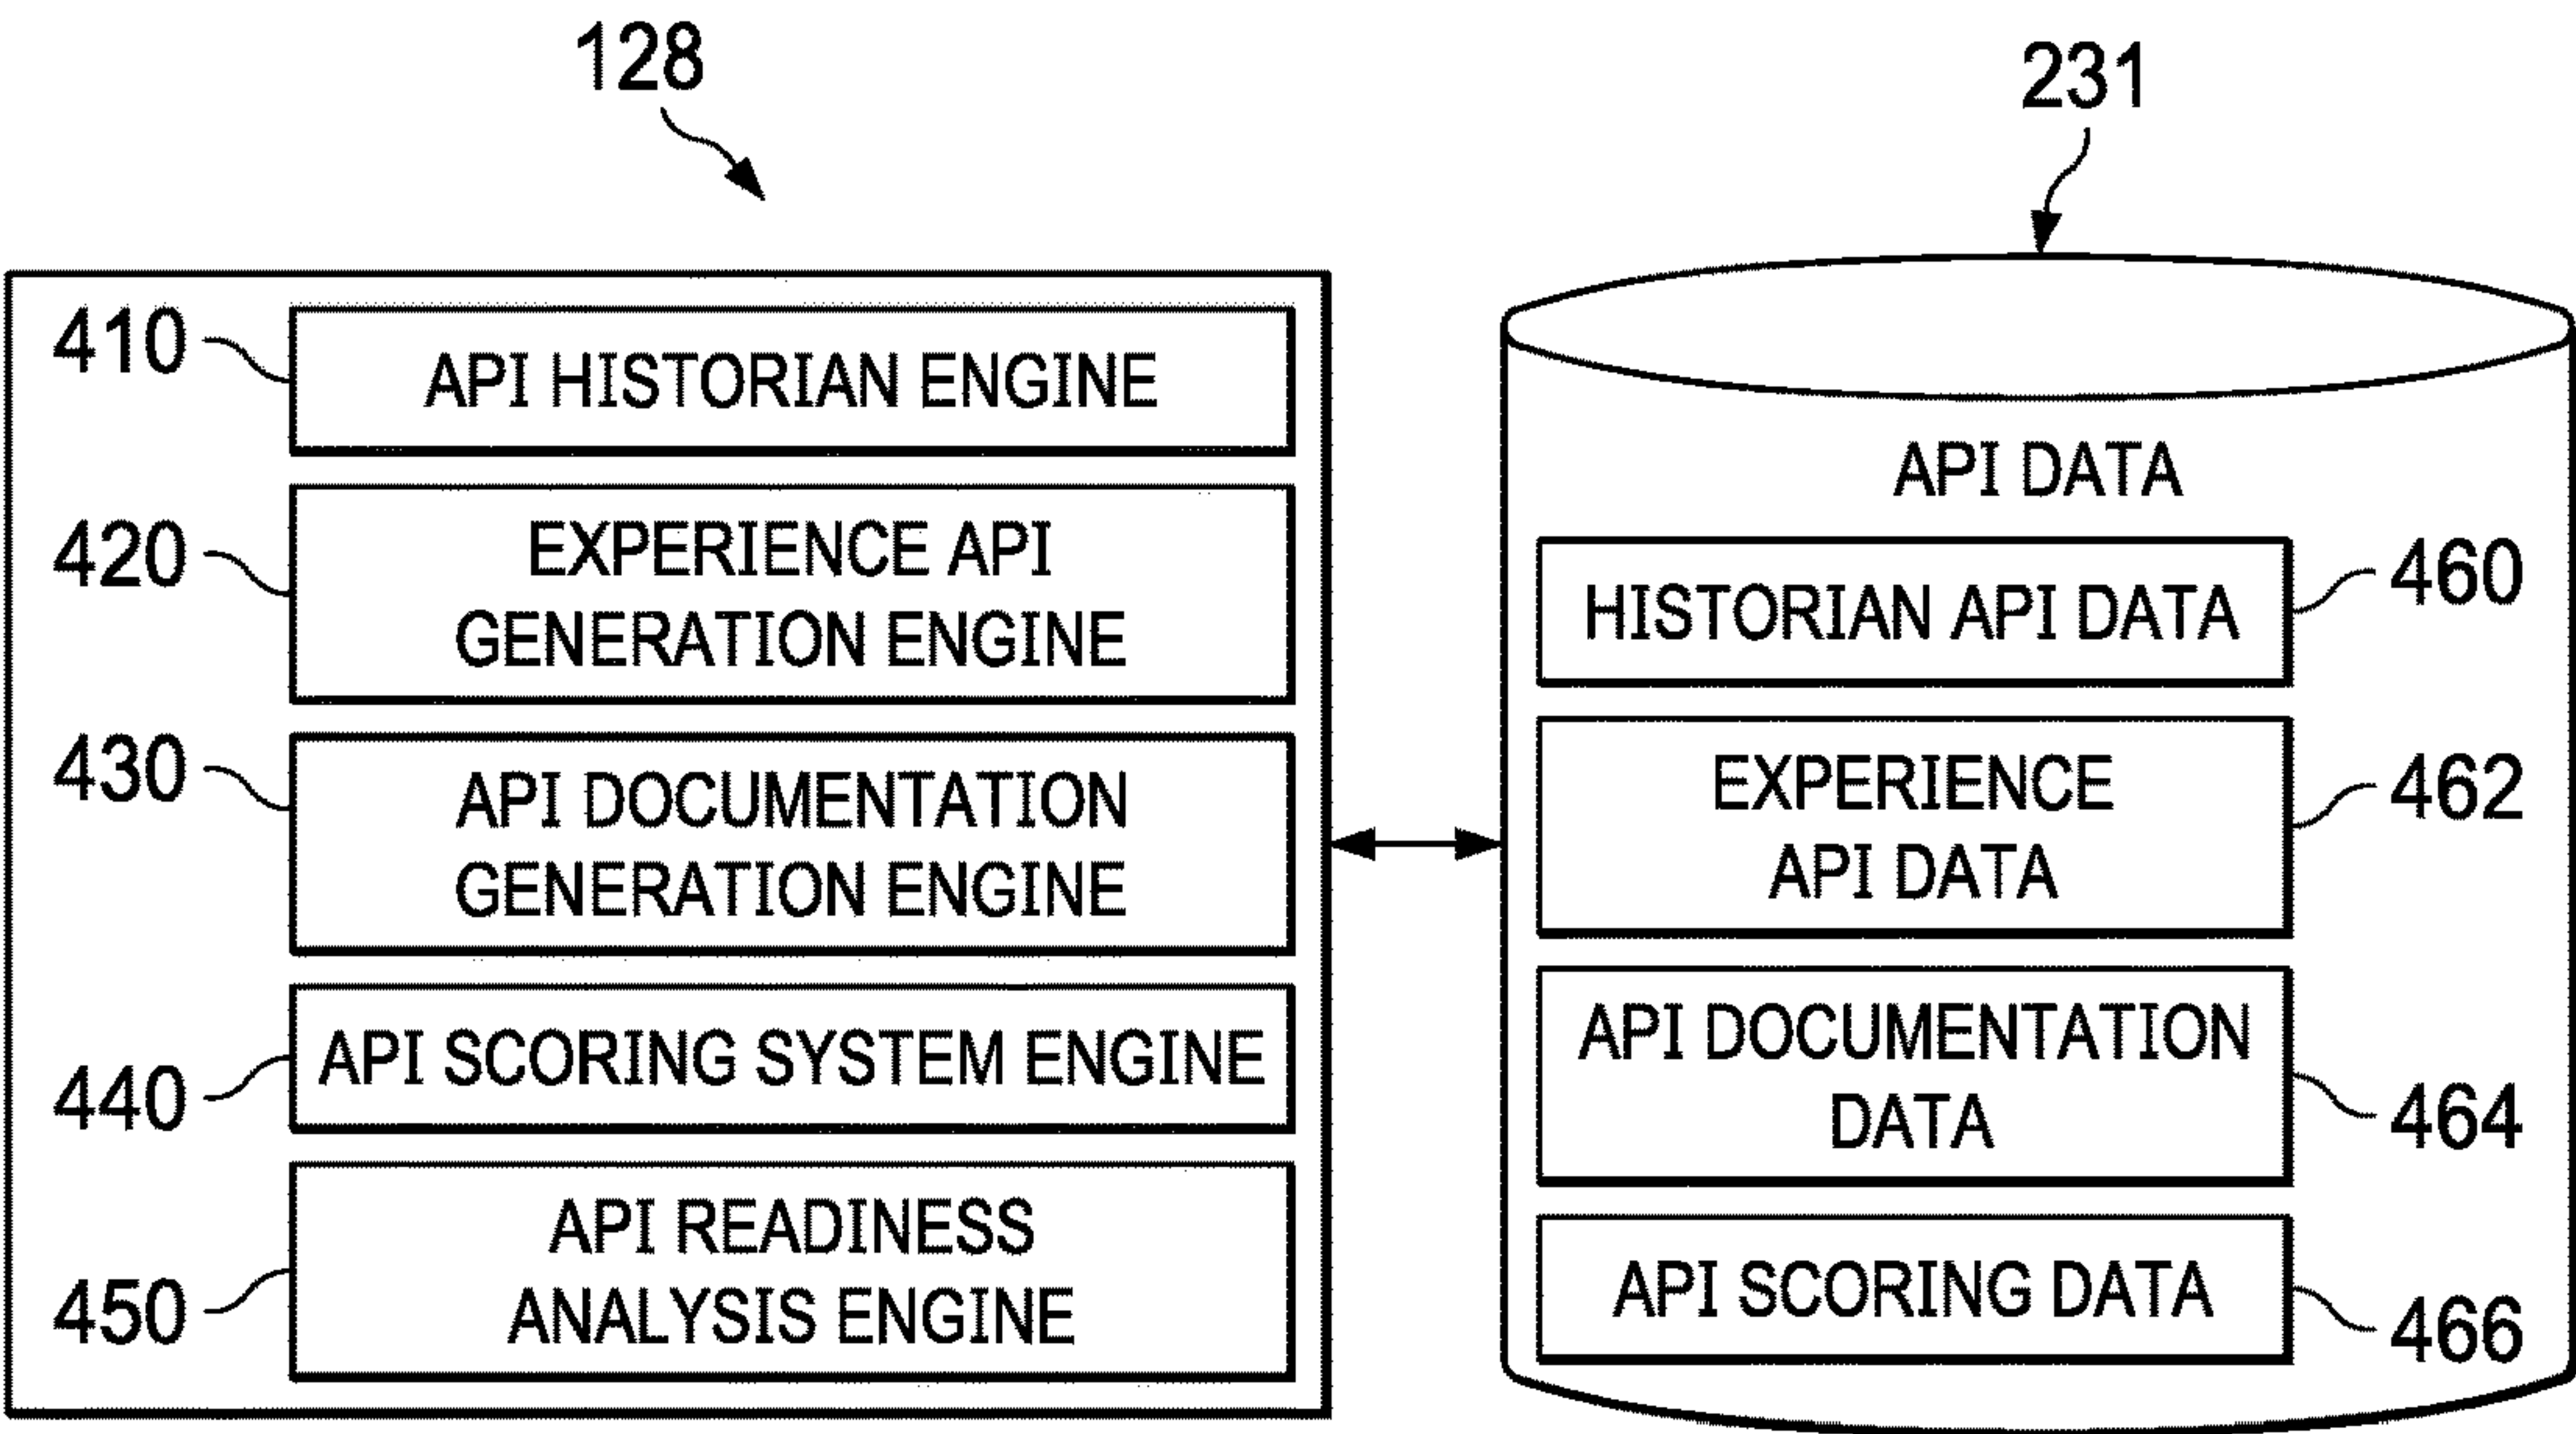 128
410
API HISTORIAN ENGINE
420
EXPERIENCE API
GENERATION ENGINE
430
API DOCUMENTATION
GENERATION ENGINE
440
API SCORING SYSTEM ENGINE
450
API READINESS
ANALYSIS ENGINE
231
API DATA
HISTORIAN API DATA
460
EXPERIENCE
API DATA
462
API DOCUMENTATION
DATA
464
API SCORING DATA
466